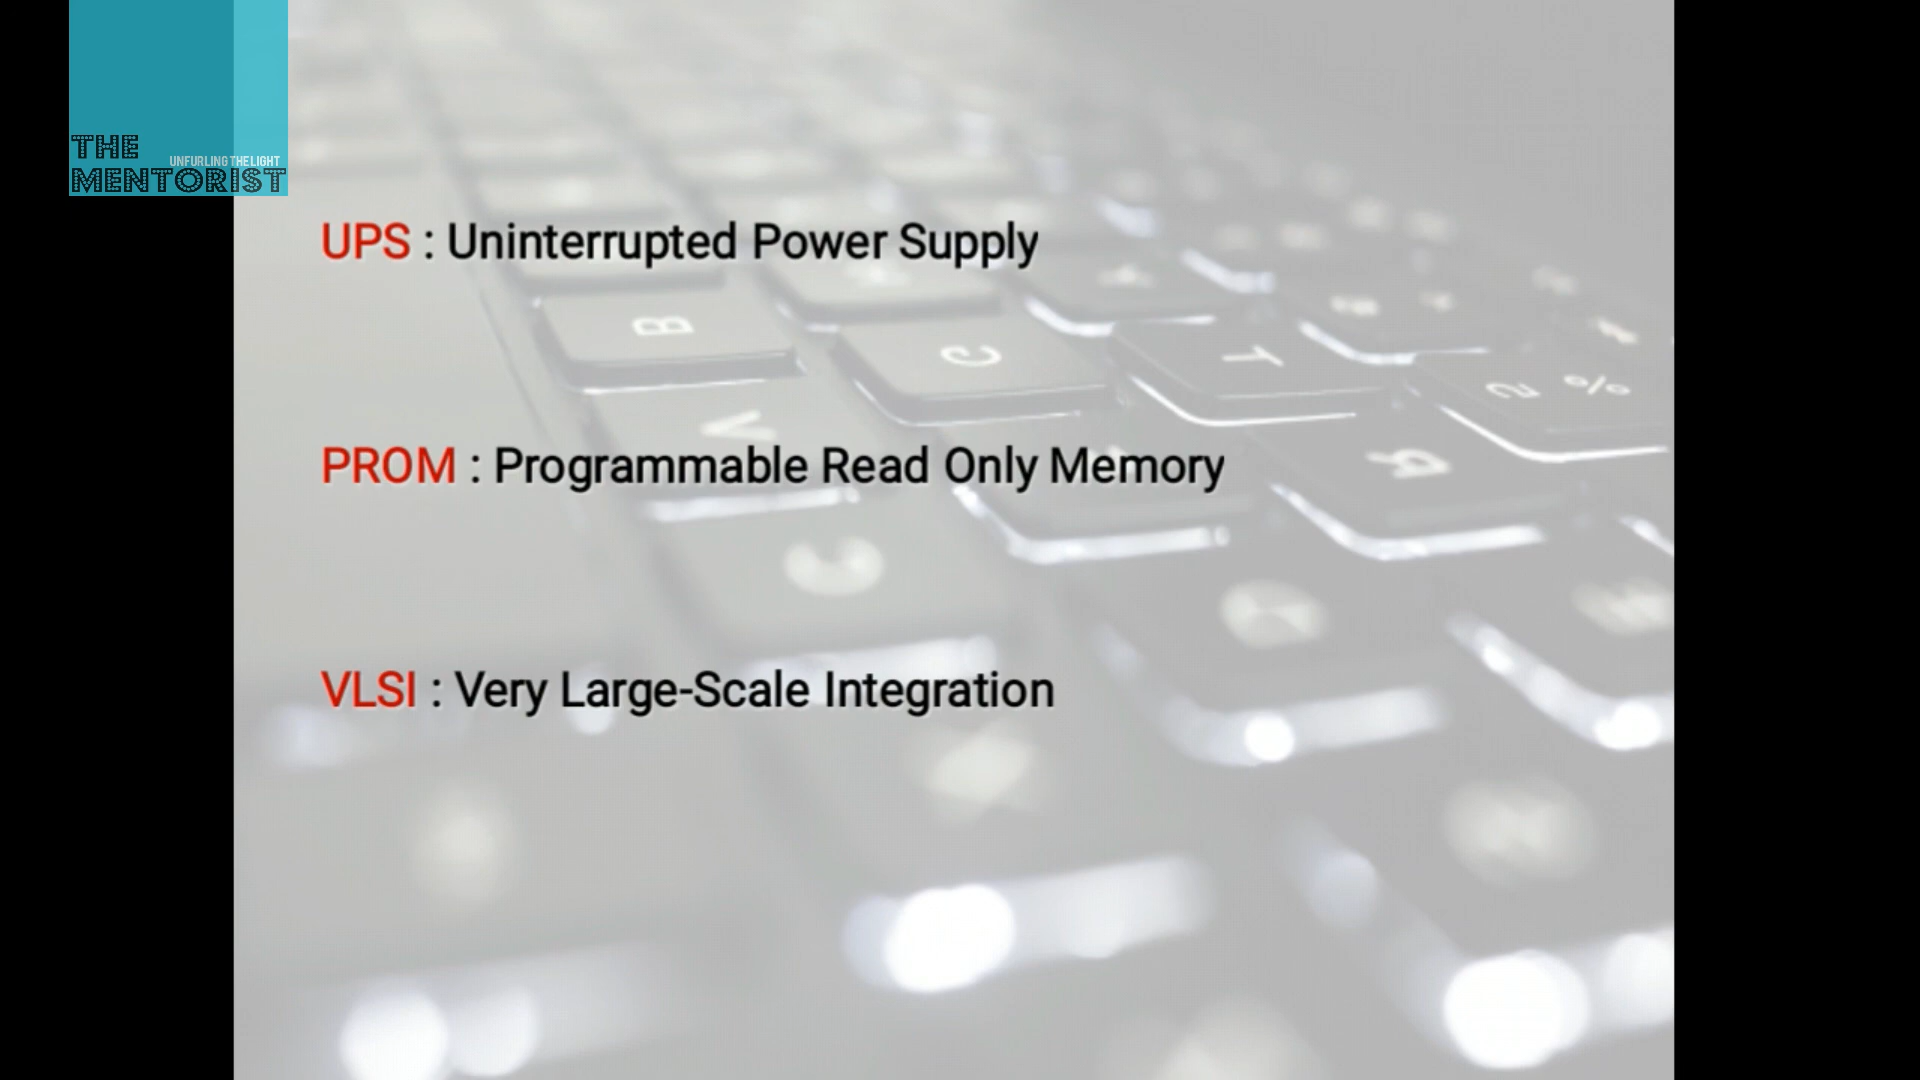 THE
UNFURLING THE LIGHT
MENTORIST
UPS : Uninterrupted Power Supply
B
C
T
5 %
V
R
PROM : Programmable Read Only Memory
VLSI : Very Large-Scale Integration